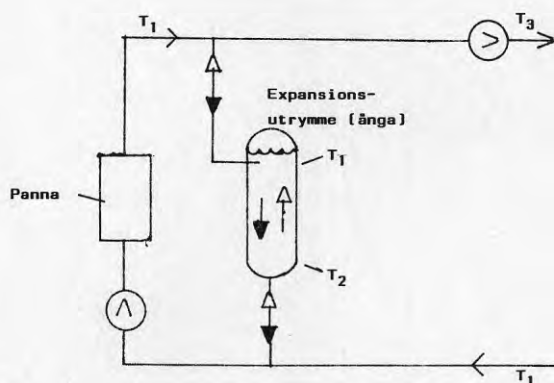 T1
T3
Expansions-
utrymme (ånga)
T1
Panna
T2
T1